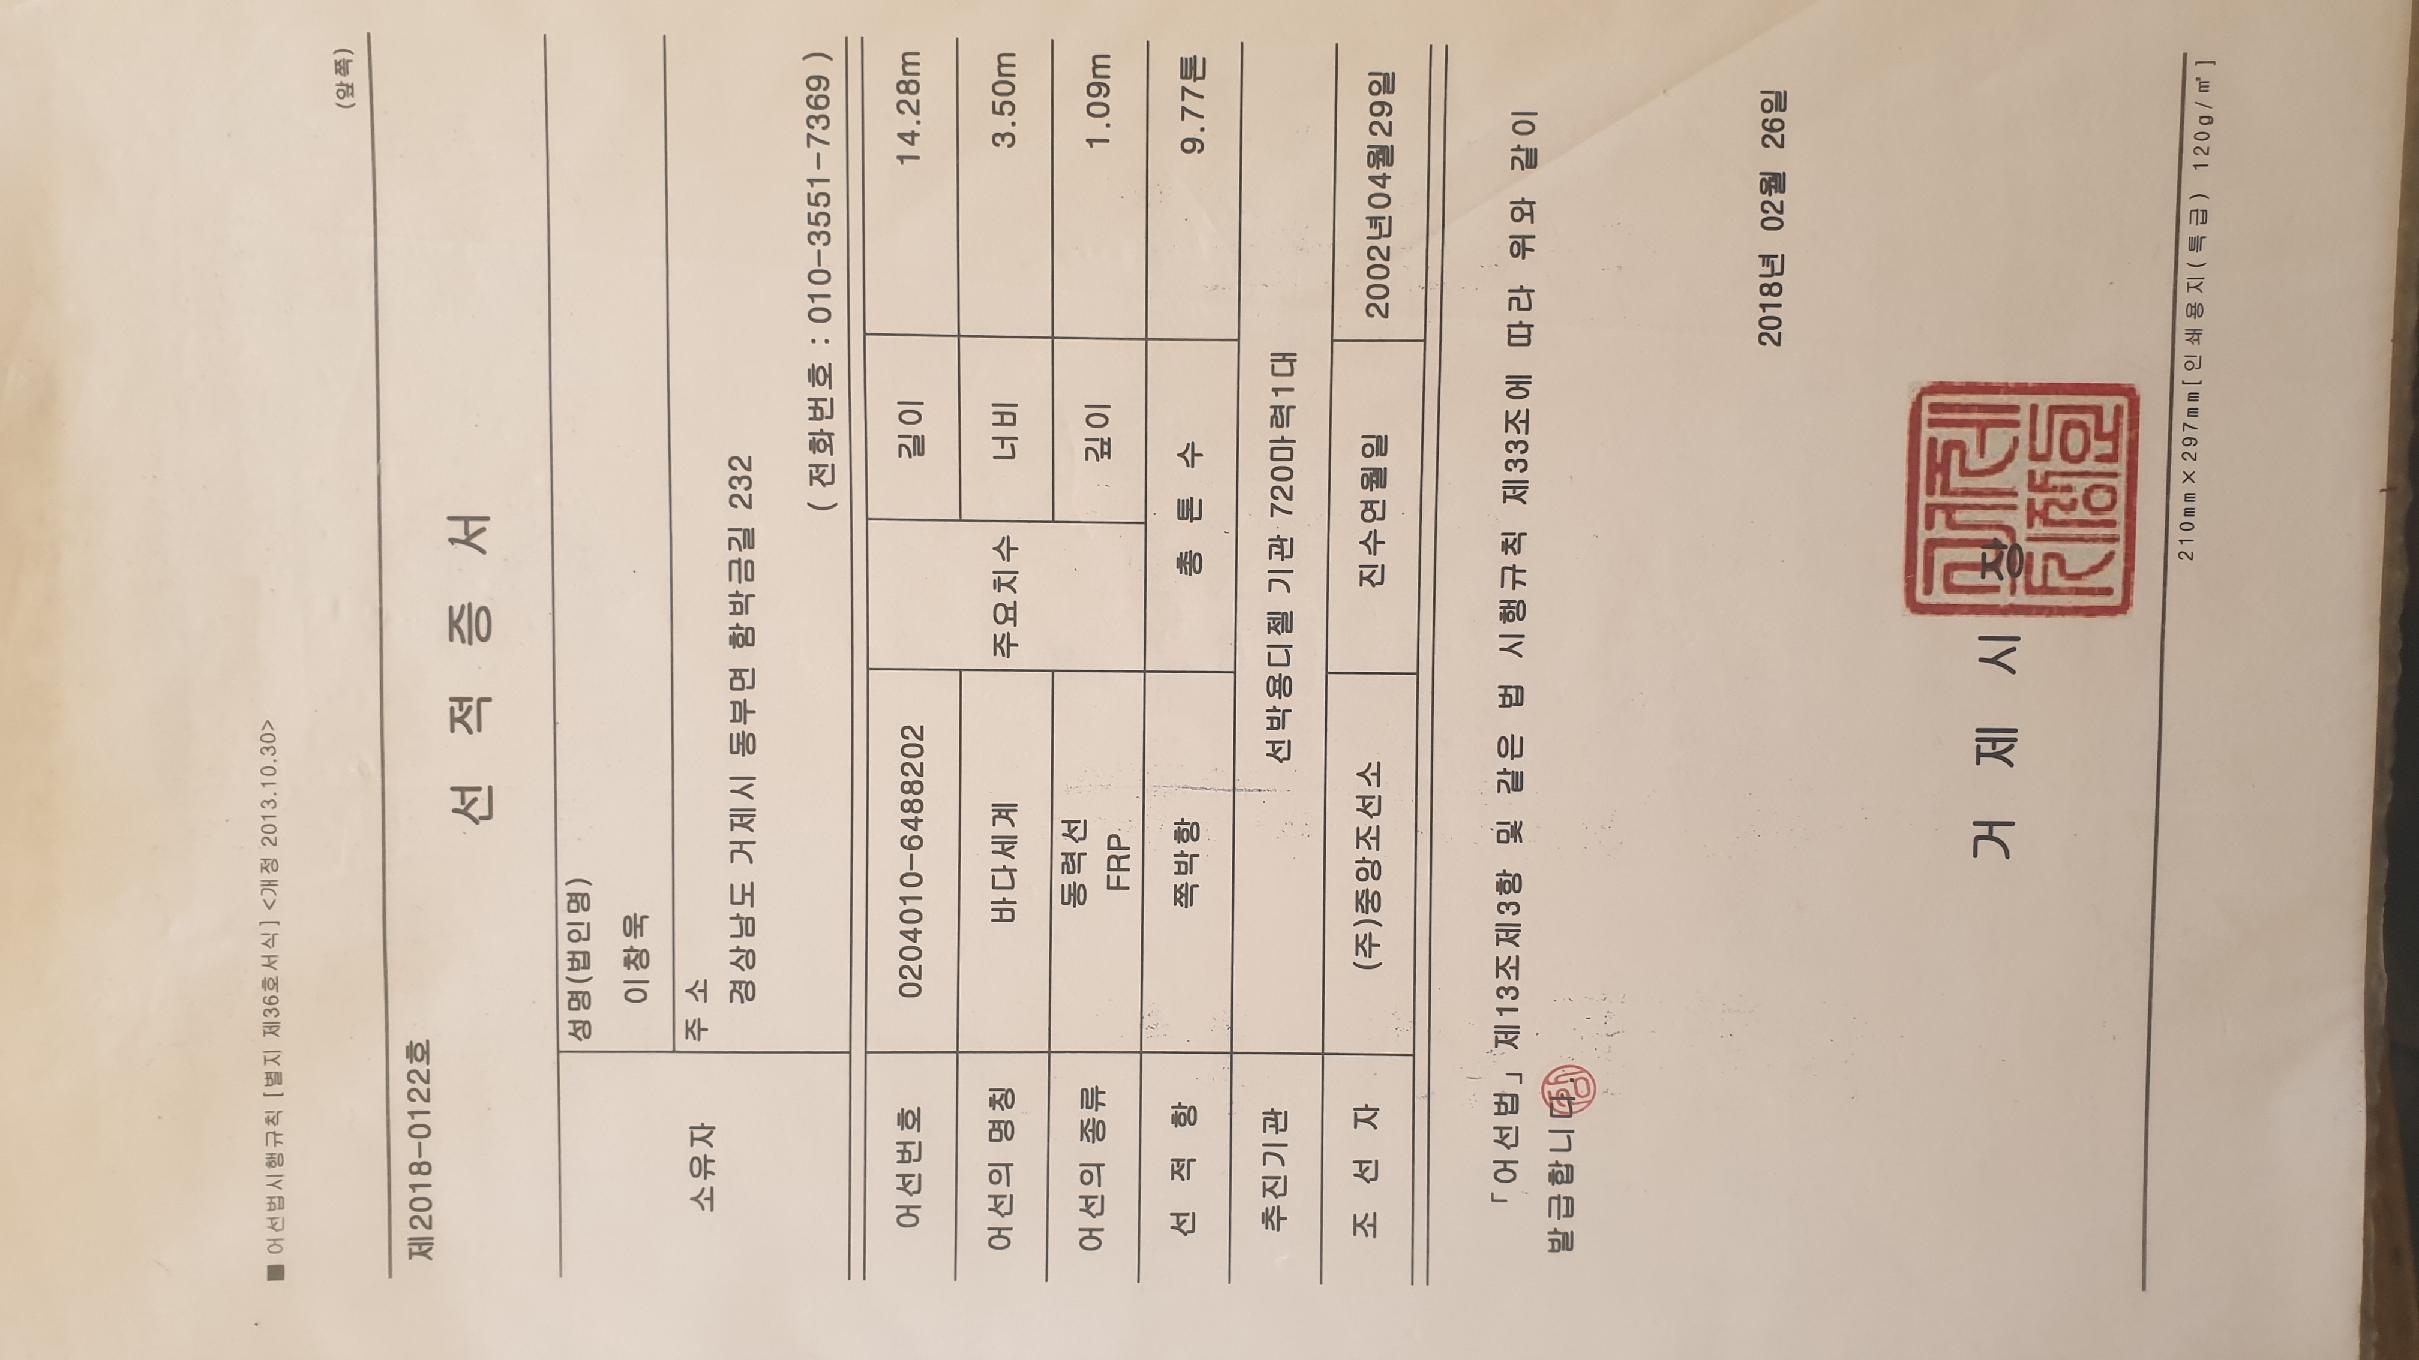 ■ 어선법시행규칙 [별지 제36호서식] <개정 2013.10.30>
(앞쪽)
제2018-0122호
선 적 증 서
소유자
성명(법인명)
이창욱
주 소
경상남도 거제시 동부면 함박금길 232
( 전화번호 : 010-3551-7369 )
어선번호 0204010-6488202 주요치수 길이 14.28m
어선의 명칭 바다세계 너비 3.50m
어선의 종류 동력선 FRP 깊이 1.09m
선 적 항 쪽박항 총 톤 수 9.77톤
추진기관 선박용디젤 기관 720마력1대
조 선 자 (주)중앙조선소 진수연월일 2002년04월29일
「어선법」 제13조제3항 및 같은 법 시행규칙 제33조에 따라 위와 같이
발급합니다.
2018년 02월 26일
거 제 시 장
210mm×297mm[인쇄용지(특급) 120g/㎡]